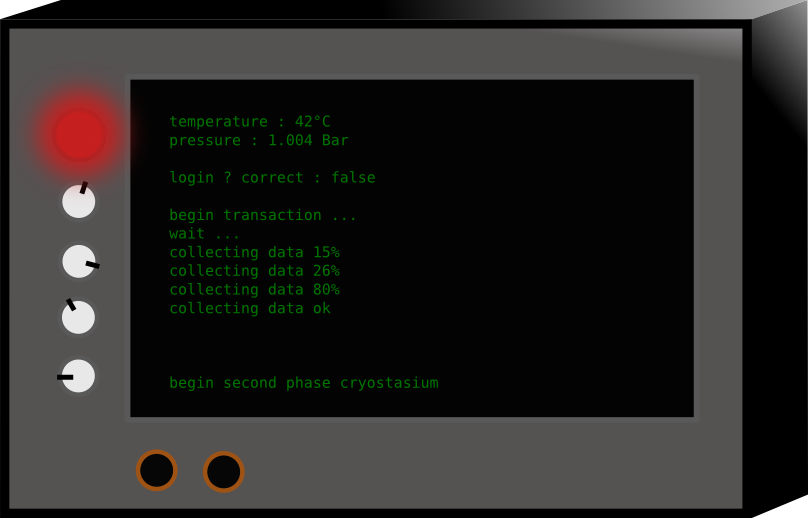 temperature : 42°C
pressure : 1.004 Bar
login ? correct : false
begin transaction ...
wait ...
collecting data 15%
collecting data 26%
collecting data 80%
collecting data ok
begin second phase cryostasium